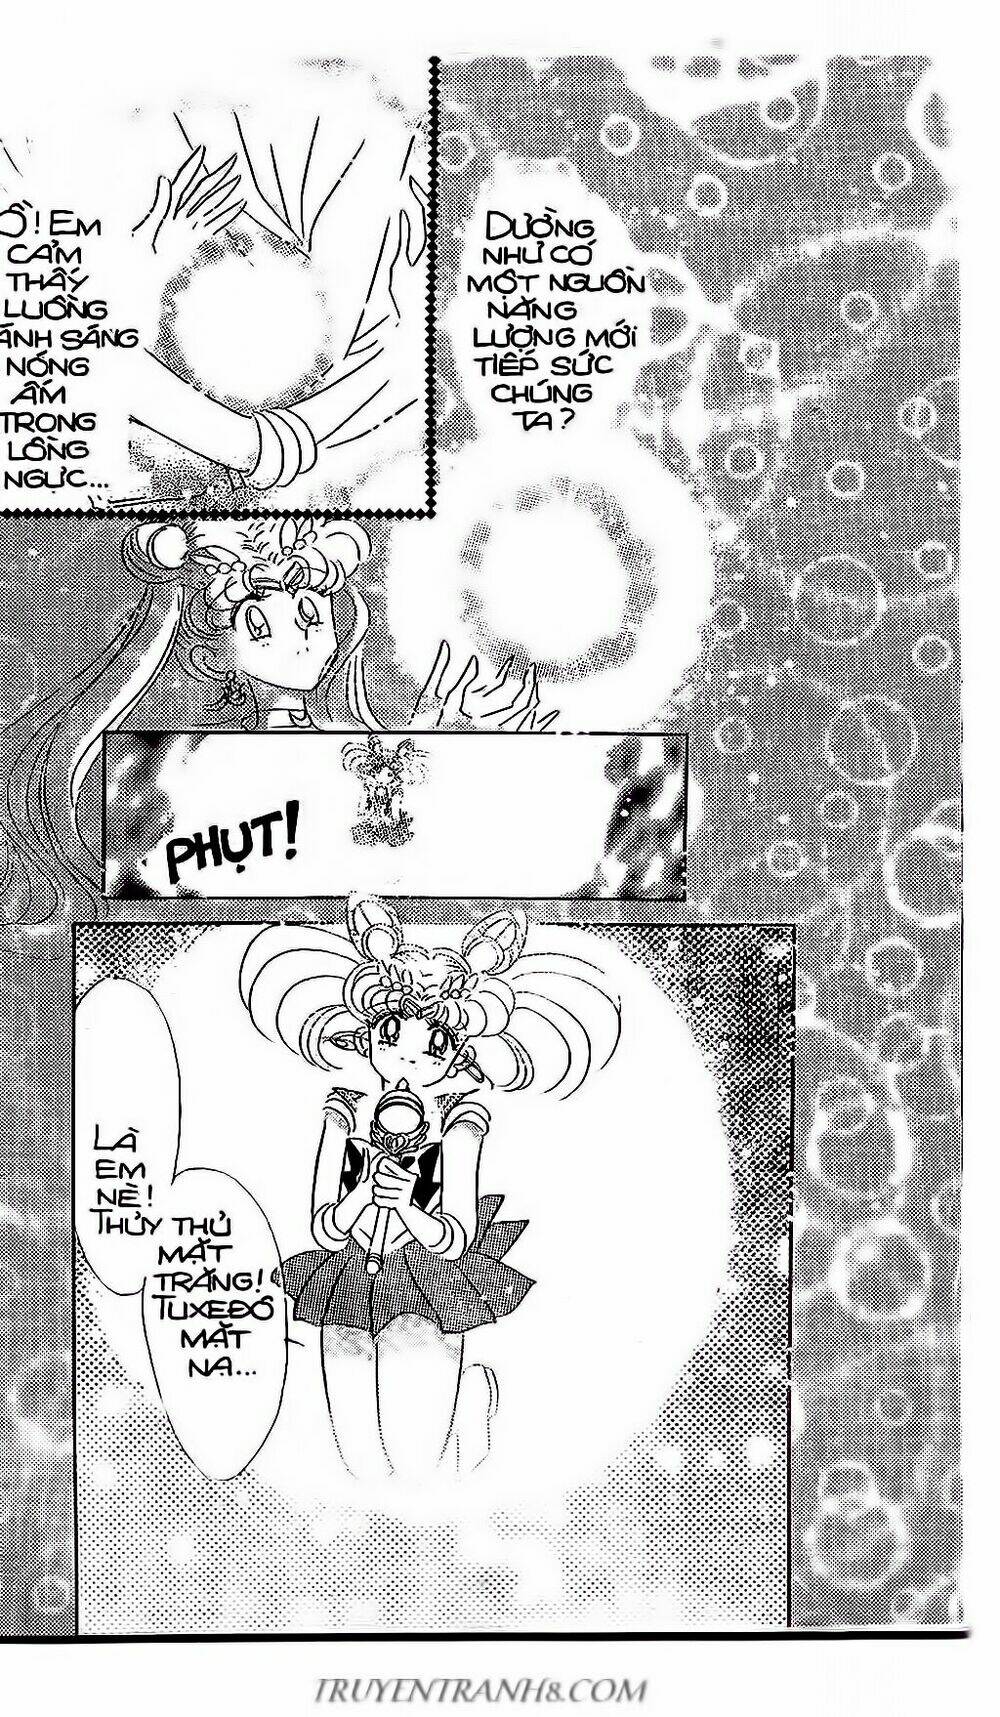 Ồ! EM
CẢM
THẤY
LUỒNG
ÁNH SÁNG
NÓNG
ẤM
TRONG
LỒNG
NGỰC...
DƯỜNG
NHƯ CÓ
MỘT NGUỒN
NĂNG
LƯỢNG MỚI
TIẾP SỨC
CHÚNG
TA?
PHỤT!
LÀ
EM
NÈ!
THỦY THỦ
MẶT
TRĂNG!
TUXEĐÔ
MẶT
NẠ...
TRUYENTRANH8.COM